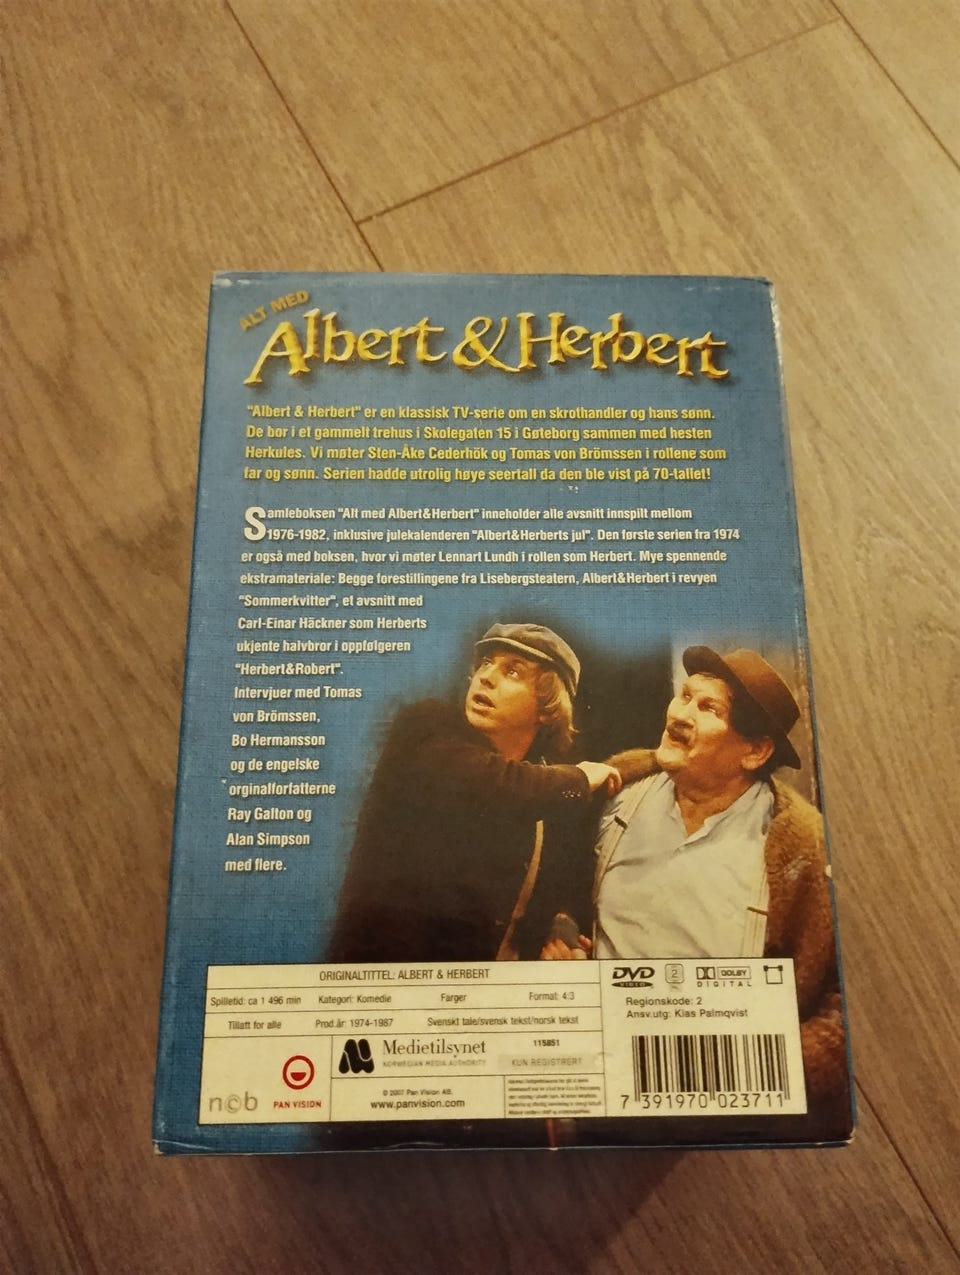 ALT MED
Albert & Herbert
"Albert & Herbert" er en klassisk TV-serie om en skrothandler og hans sønn.
De bor i et gammelt trehus i Skolegaten 15 i Gøteborg sammen med hesten
Herkules. Vi møter Sten-Åke Cederhök og Tomas von Brömssen i rollene som
far og sønn. Serien hadde utrolig høye seertall da den ble vist på 70-tallet!
Samleboksen "Alt med Albert&Herbert" inneholder alle avsnitt innspilt mellom
1976-1982, inklusive julekalenderen "Albert&Herberts jul". Den første serien fra 1974
er også med boksen, hvor vi møter Lennart Lundh i rollen som Herbert. Mye spennende
ekstramateriale: Begge forestillingene fra Lisebergsteatern, Albert&Herbert i revyen
"Sommerkvitter", et avsnitt med
Carl-Einar Häckner som Herberts
ukjente halvbror i oppfølgeren
"Herbert&Robert".
Intervjuer med Tomas
von Brömssen,
Bo Hermansson
og de engelske
orginalforfatterne
Ray Galton og
Alan Simpson
med flere.
ORIGINALTITTEL: ALBERT & HERBERT
Spilletid: ca 1 496 min Kategori: Komedie Farger Format: 4:3
Tillatt for alle Prod.år: 1974-1987 Svenskt tale/svensk tekst/norsk tekst
ncb
PAN VISION
Medietilsynet
NORWEGIAN MEDIA AUTHORITY
115851
KUN REGISTRERT
© 2007 Pan Vision AB.
www.panvision.com
DVD
VIDEO
2
DOLBY
DIGITAL
Regionskode: 2
Ansv.utg: Klas Palmqvist
7 391970 023711